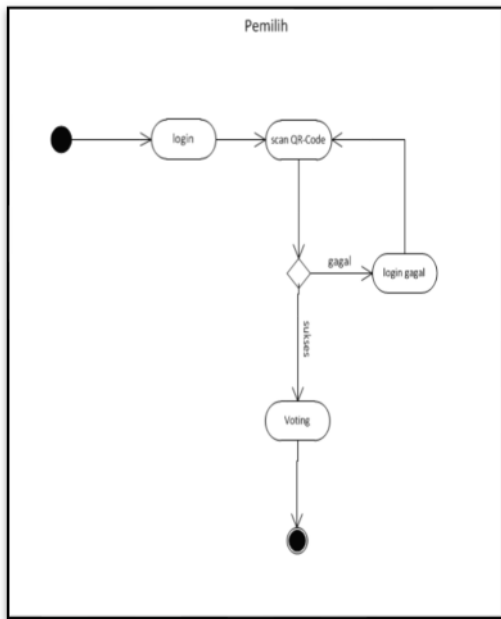 Pemilih
login
scan QR-Code
gagal
login gagal
sukses
Voting